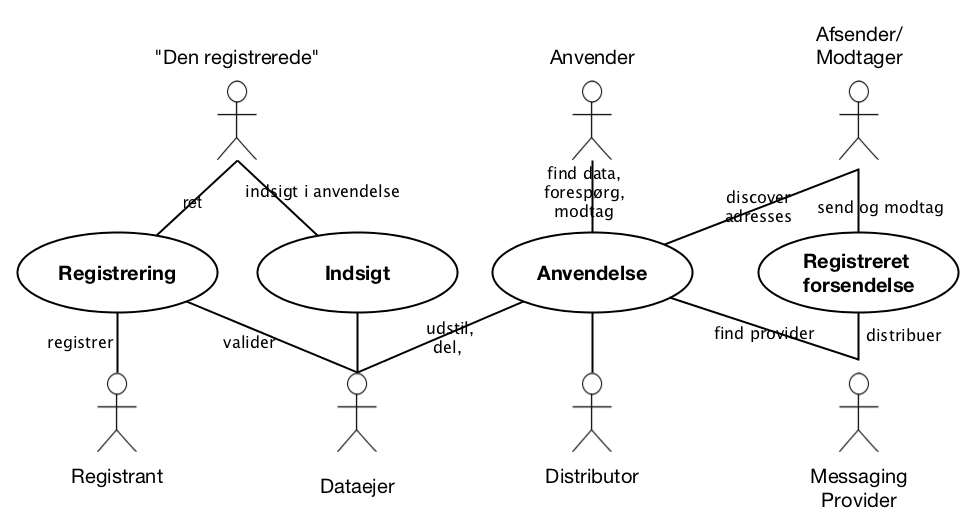 "Den registrerede"
Anvender
Afsender/
Modtager
ret
indsigt i anvendelse
find data,
forespørg,
modtag
discover
adresses
send og modtag
Registrering
Indsigt
Anvendelse
Registreret
forsendelse
registrer
valider
udstil,
del,
find provider
distribuer
Registrant
Dataejer
Distributor
Messaging
Provider